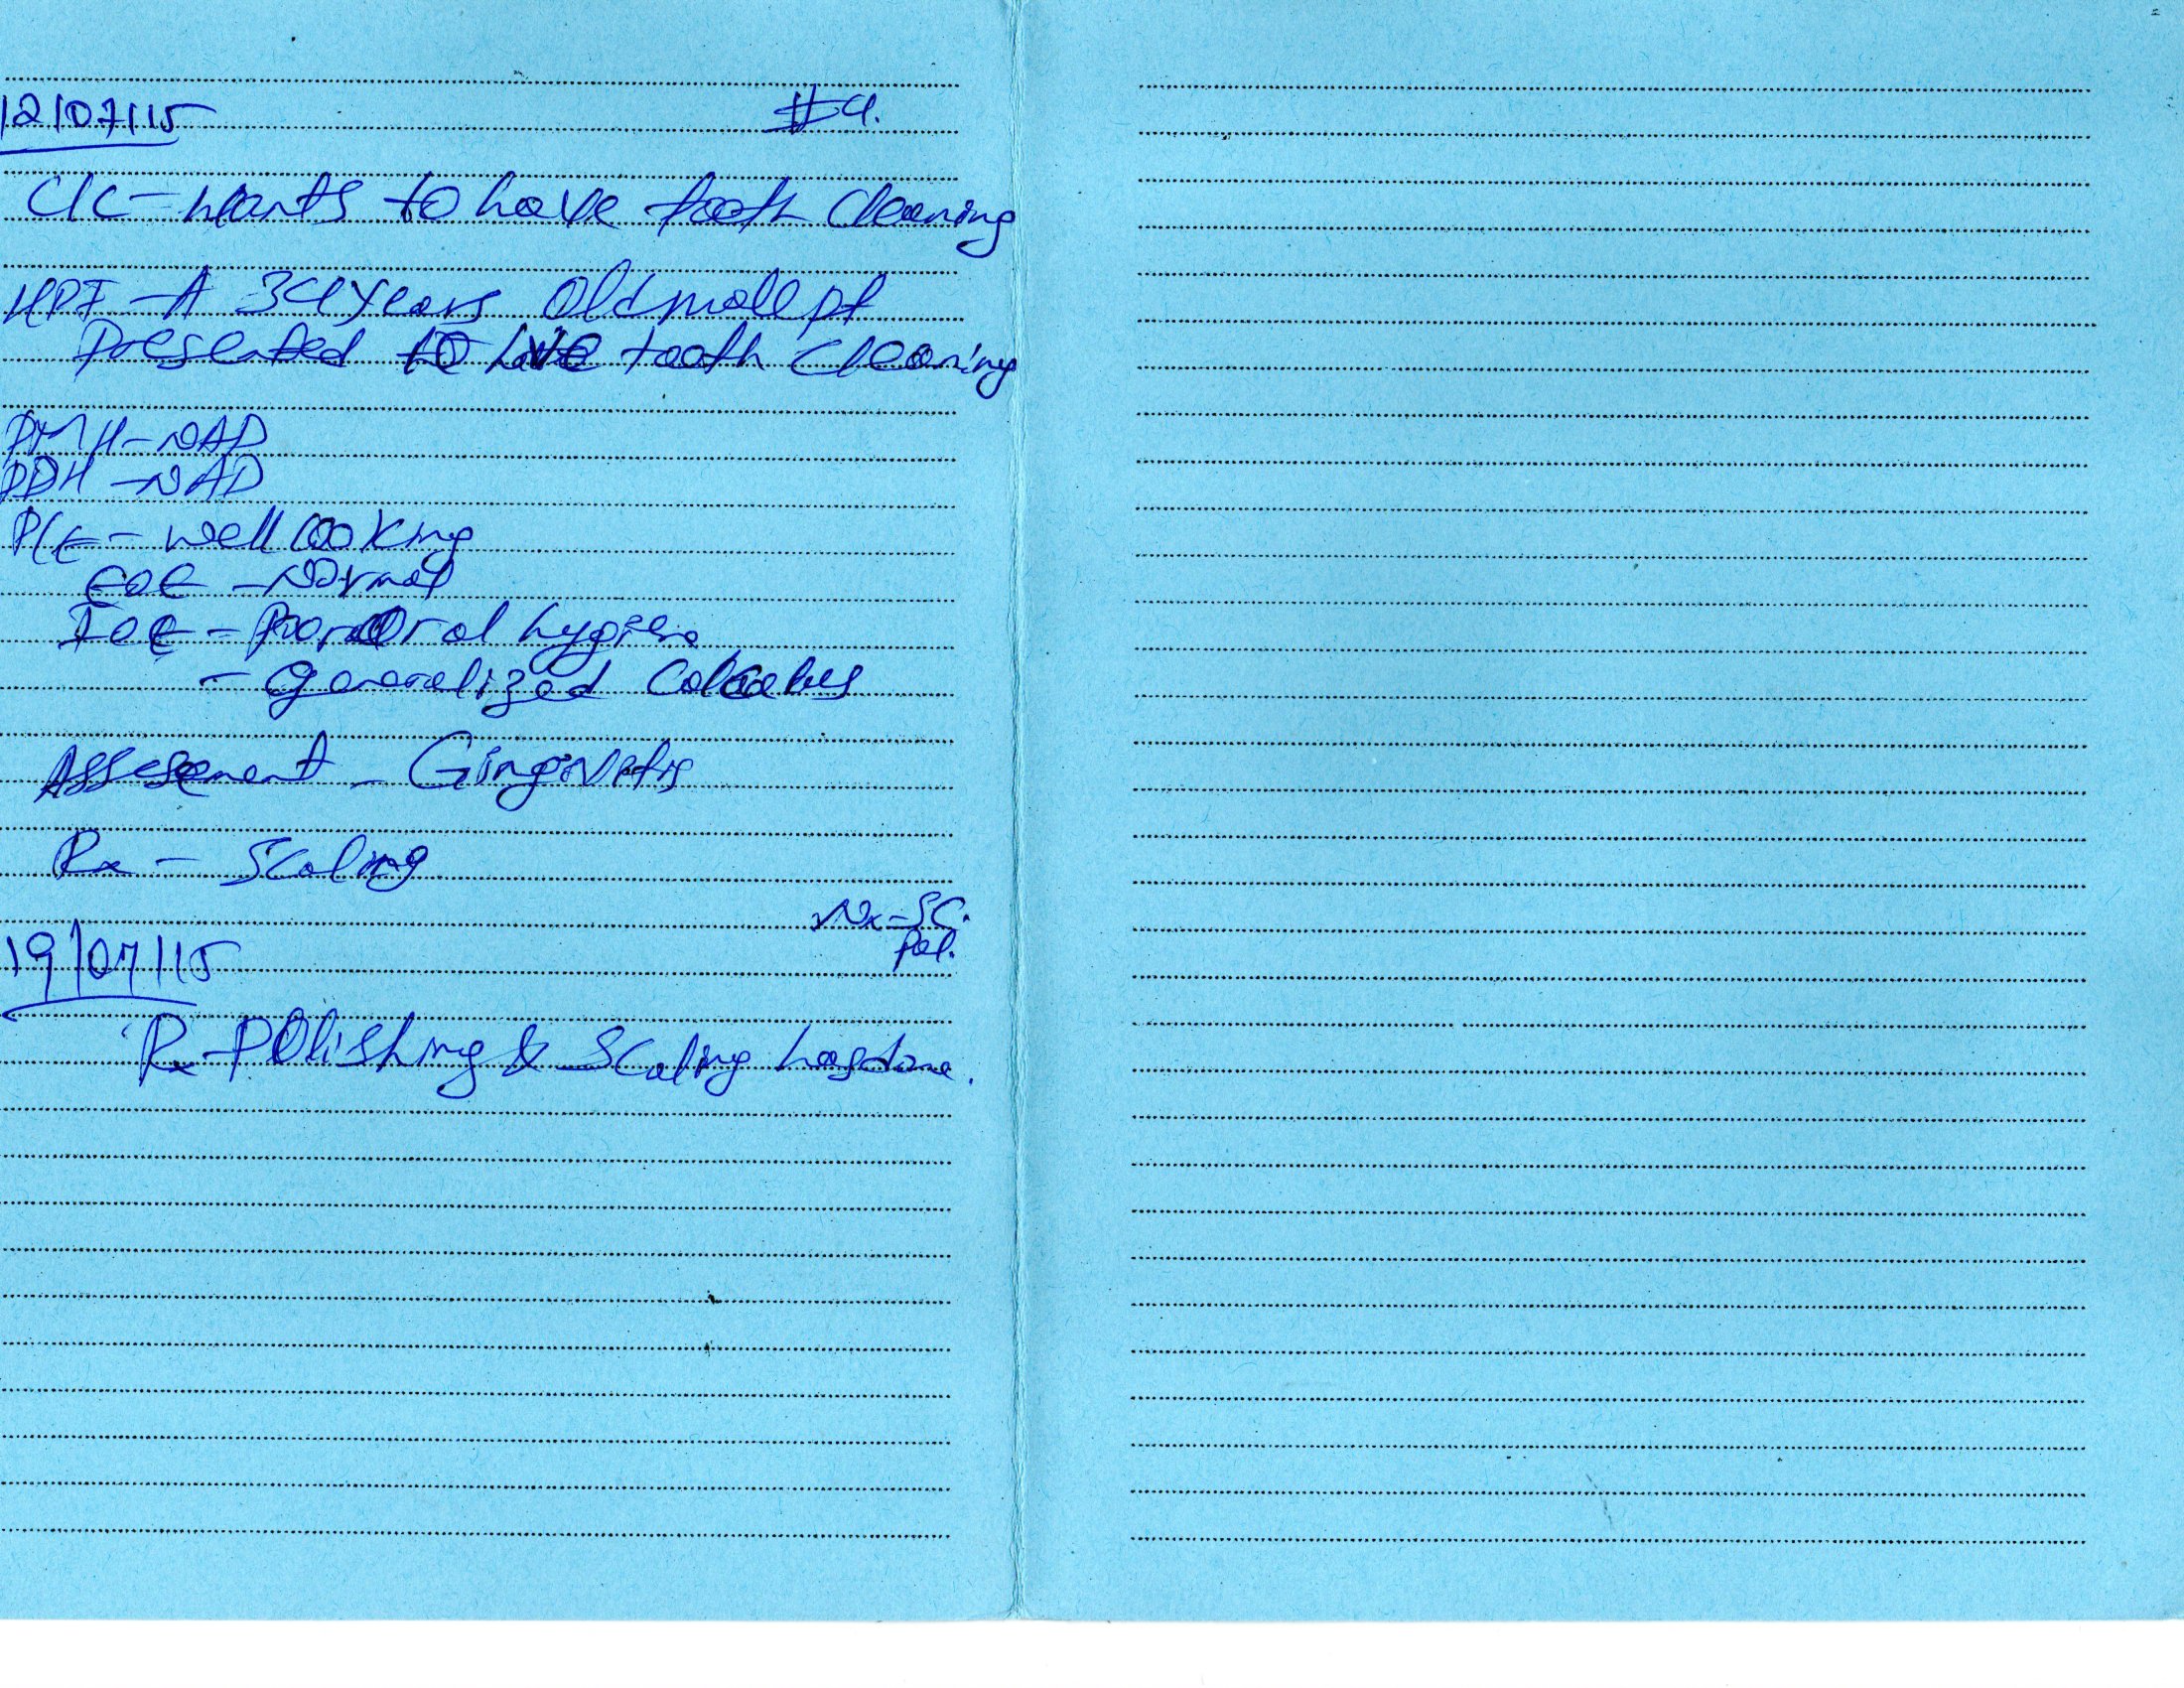 12/07/15 #4.
C/C - wants to have tooth cleaning
HPI - A 34 years old male pt
Presented to have tooth cleaning
PMH - NAD
PDH - NAD
P/E - well looking
EOE - Normal
IOE - Poor Oral hygiene
- generalized Calculus
Assessment - Gingivitis
Rx - Scaling
Nx - SC.
Pol.
19/07/15
Rx - Polishing & Scaling has done.